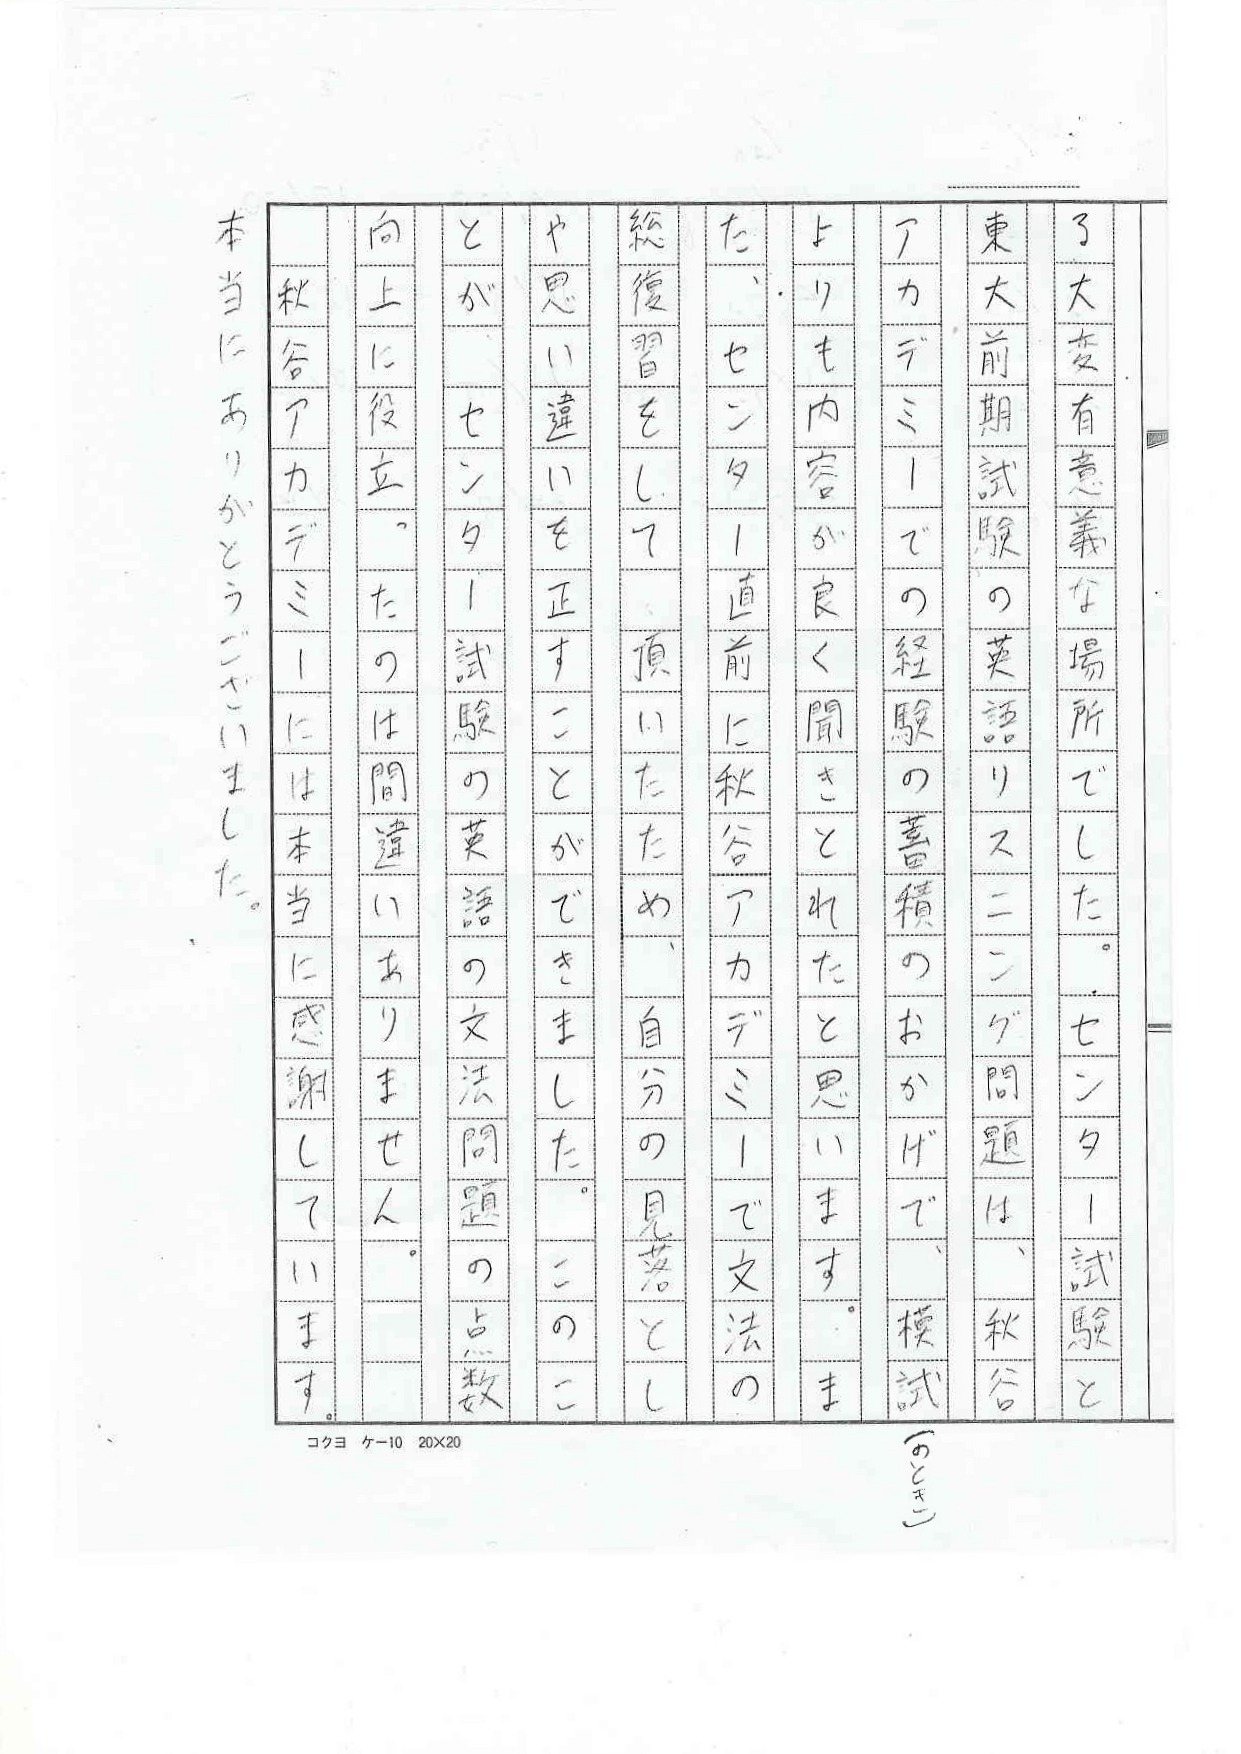 る大変有意義な場所でした。センター試験と
東大前期試験の英語リスニング問題は、秋谷
アカデミーでの経験の蓄積のおかげで、模試
(のとき)
よりも内容が良く聞きとれたと思います。ま
た、センター直前に秋谷アカデミーで文法の
総復習をして頂いたため、自分の見落とし
や思い違いを正すことができました。このこ
とが、センター試験の英語の文法問題の点数
向上に役立ったのは間違いありません。
秋谷アカデミーには本当に感謝しています。
本当にありがとうございました。
コクヨ ケー10 20×20